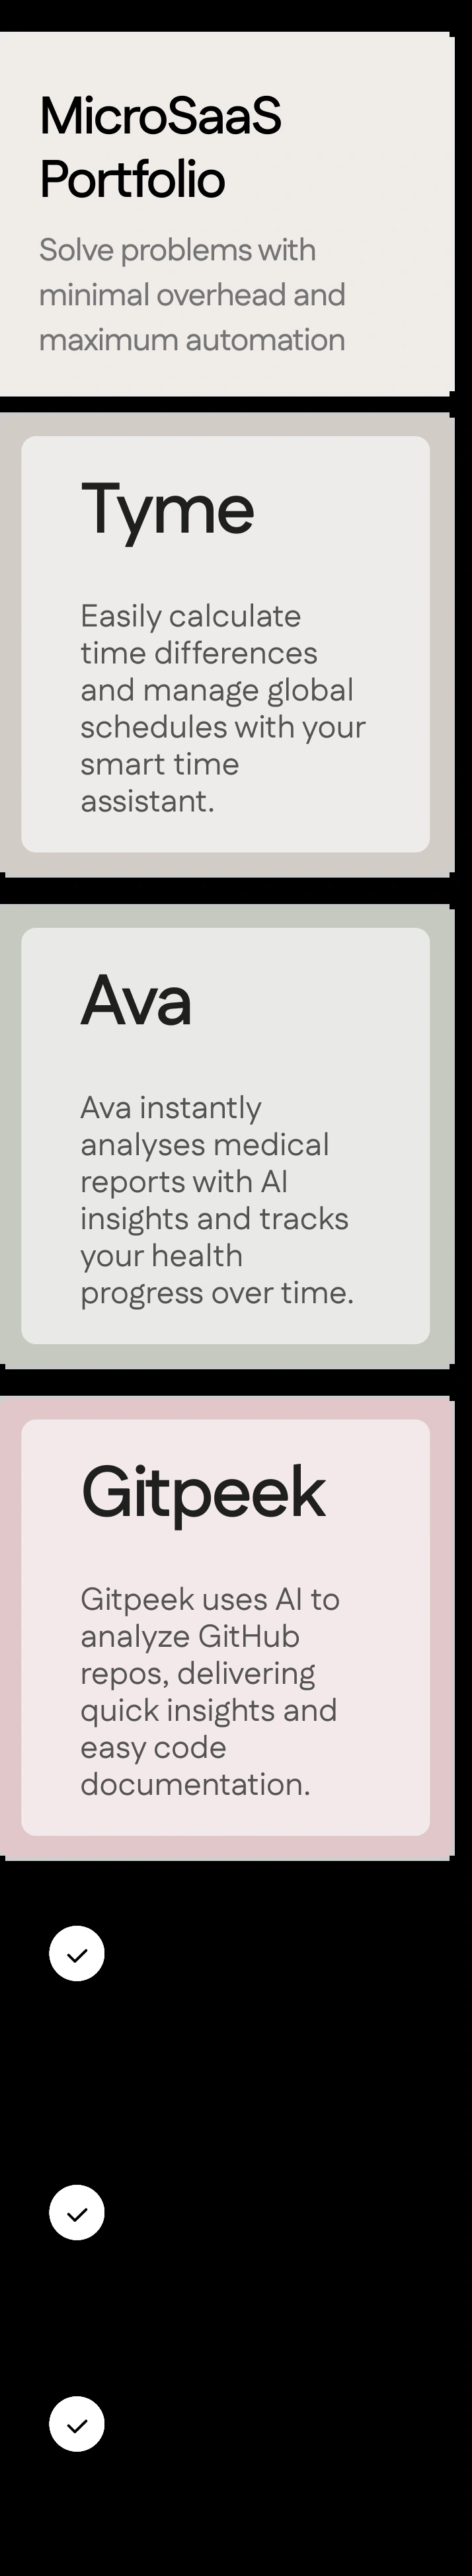 MicroSaaS
Portfolio
Solve problems with
minimal overhead and
maximum automation
Tyme
Easily calculate
time differences
and manage global
schedules with your
smart time
assistant.
Ava
Ava instantly
analyses medical
reports with AI
insights and tracks
your health
progress over time.
Gitpeek
Gitpeek uses AI to
analyze GitHub
repos, delivering
quick insights and
easy code
documentation.